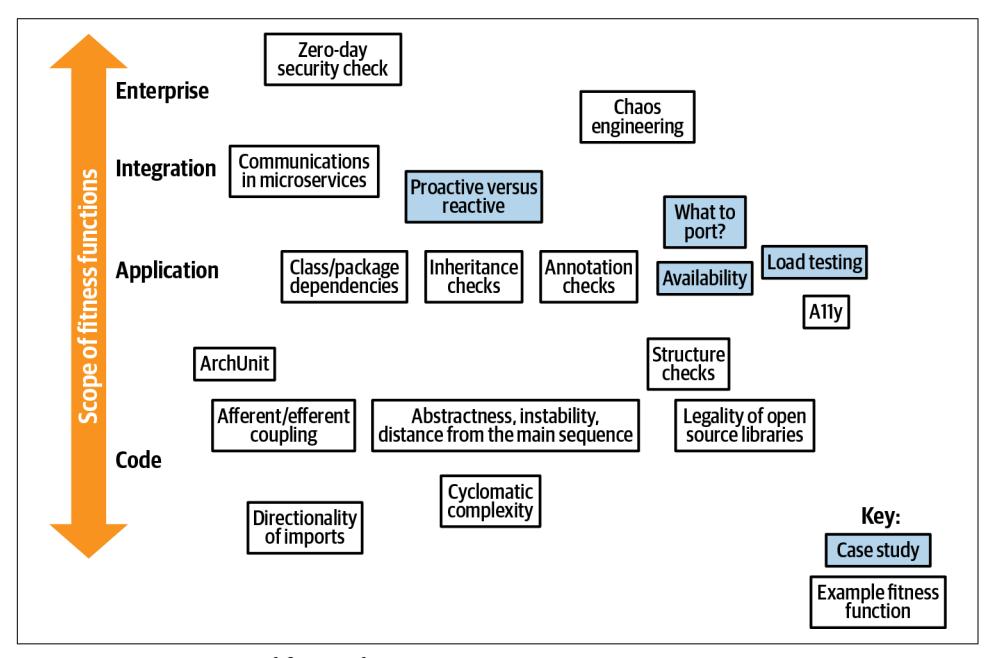 Zero-day
security check
Enterprise
Chaos
engineering
Scope of fitness functions
Integration
Communications
in microservices
Proactive versus
reactive
What to
port?
Application
Class/package
dependencies
Inheritance
checks
Annotation
checks
Availability
Load testing
A11y
ArchUnit
Structure
checks
Afferent/efferent
coupling
Abstractness, instability,
distance from the main sequence
Legality of open
source libraries
Code
Cyclomatic
complexity
Directionality
of imports
Key:
Case study
Example fitness
function